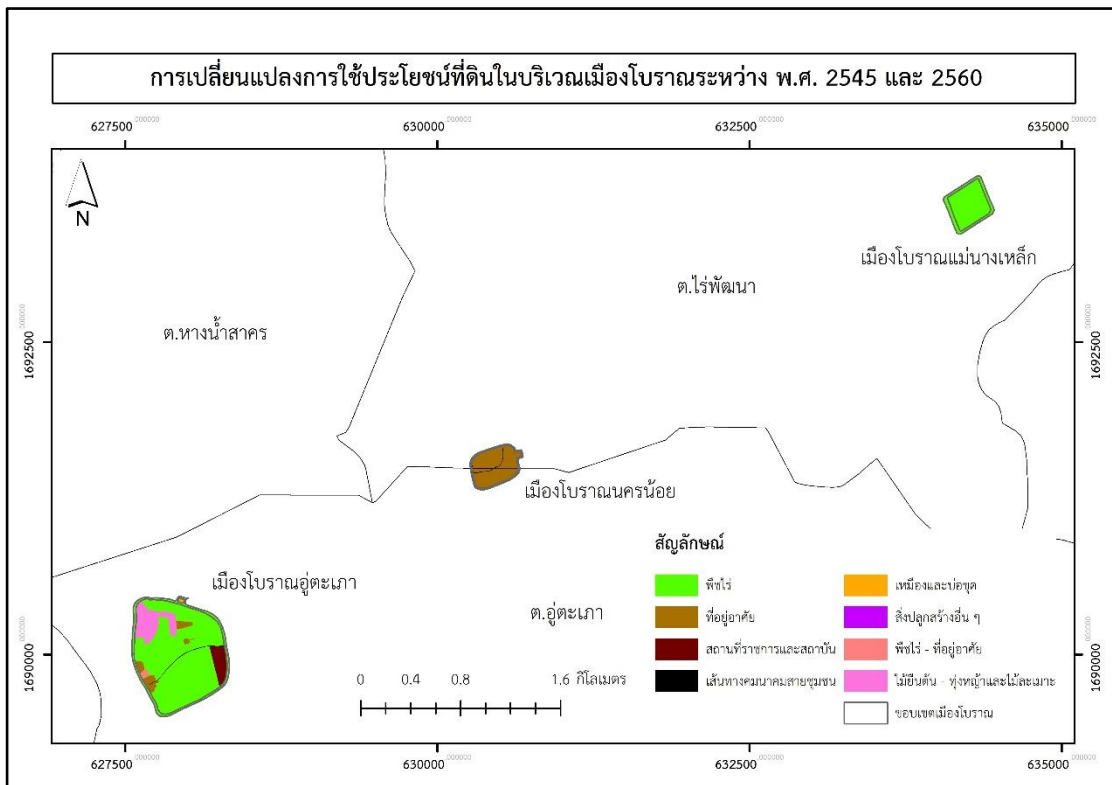 การเปลี่ยนแปลงการใช้ประโยชน์ที่ดินในบริเวณเมืองโบราณระหว่าง พ.ศ. 2545 และ 2560
627500.000000 630000.000000 632500.000000 635000.000000
N
เมืองโบราณแม่นางเหล็ก
ต.ไร่พัฒนา
ต.หางน้ำสาคร
1692500.000000 1692500.000000
เมืองโบราณนครน้อย
เมืองโบราณอู่ตะเภา
ต.อู่ตะเภา
1690000.000000 1690000.000000
สัญลักษณ์
พืชไร่
ที่อยู่อาศัย
สถานที่ราชการและสถาบัน
เส้นทางคมนาคมสายชุมชน
เหมืองและบ่อขุด
สิ่งปลูกสร้างอื่น ๆ
พืชไร่ - ที่อยู่อาศัย
ไม้ยืนต้น - ทุ่งหญ้าและไม้ละเมาะ
ขอบเขตเมืองโบราณ
0 0.4 0.8 1.6 กิโลเมตร
627500.000000 630000.000000 632500.000000 635000.000000